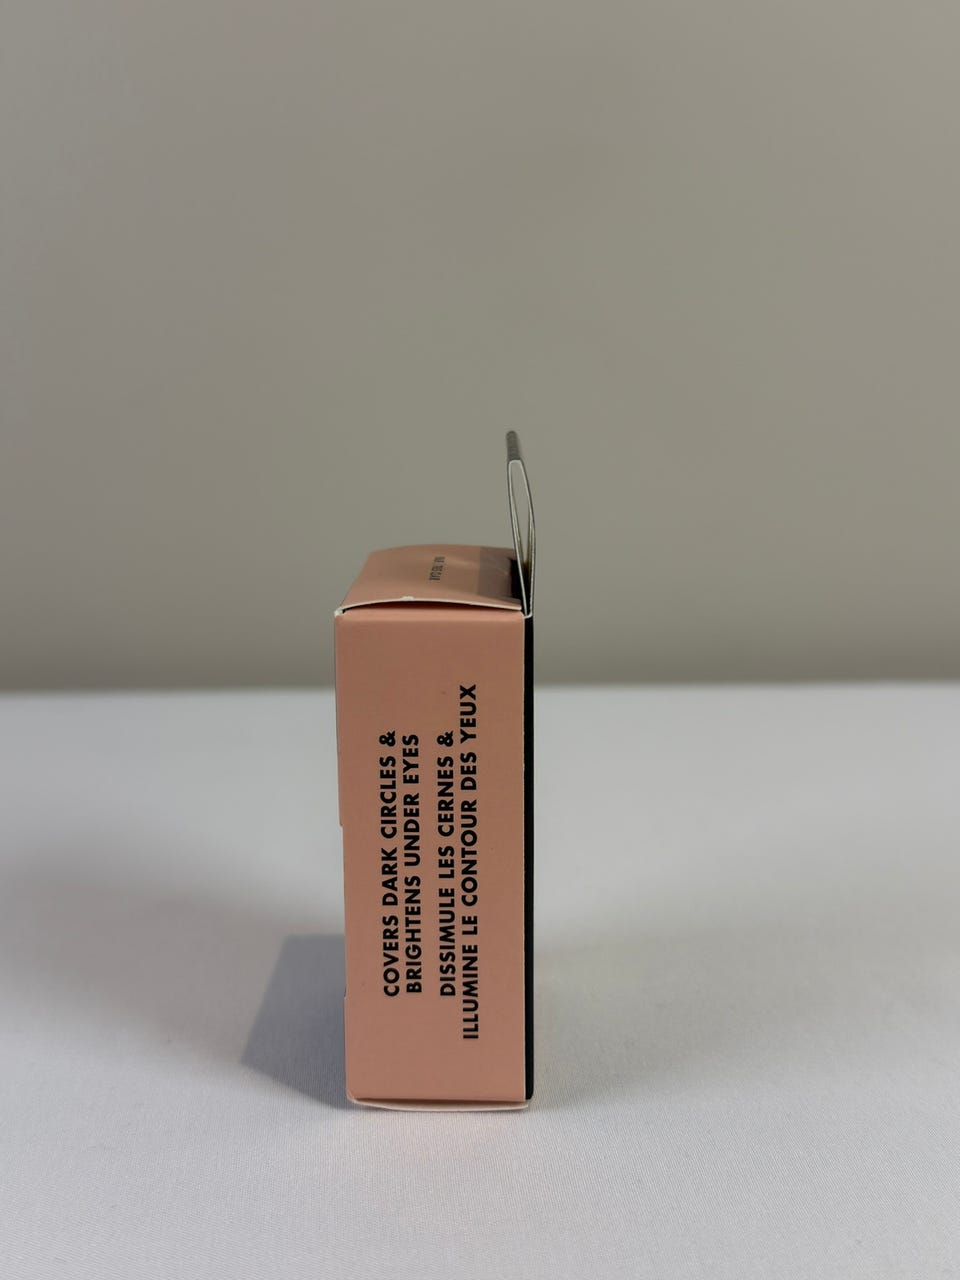 COVERS DARK CIRCLES &
BRIGHTENS UNDER EYES
DISSIMULE LES CERNES &
ILLUMINE LE CONTOUR DES YEUX